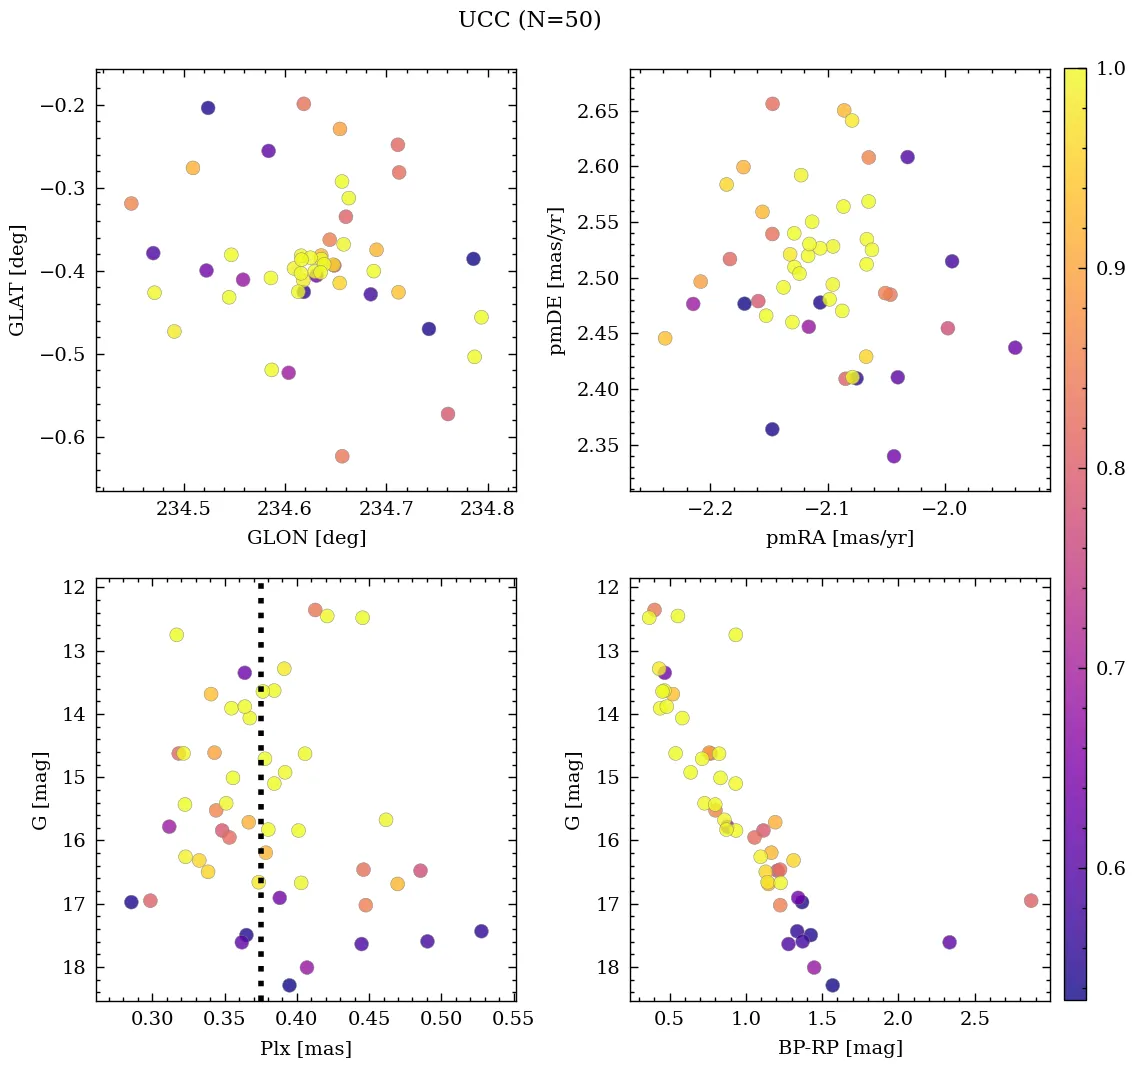 UCC (N=50)
−0.2
−0.3
−0.4
−0.5
−0.6
GLAT [deg]
234.5 234.6 234.7 234.8
GLON [deg]
2.65
2.60
2.55
2.50
2.45
2.40
2.35
pmDE [mas/yr]
−2.2 −2.1 −2.0
pmRA [mas/yr]
12
13
14
15
16
17
18
G [mag]
0.30 0.35 0.40 0.45 0.50 0.55
Plx [mas]
12
13
14
15
16
17
18
G [mag]
0.5 1.0 1.5 2.0 2.5
BP-RP [mag]
1.0
0.9
0.8
0.7
0.6